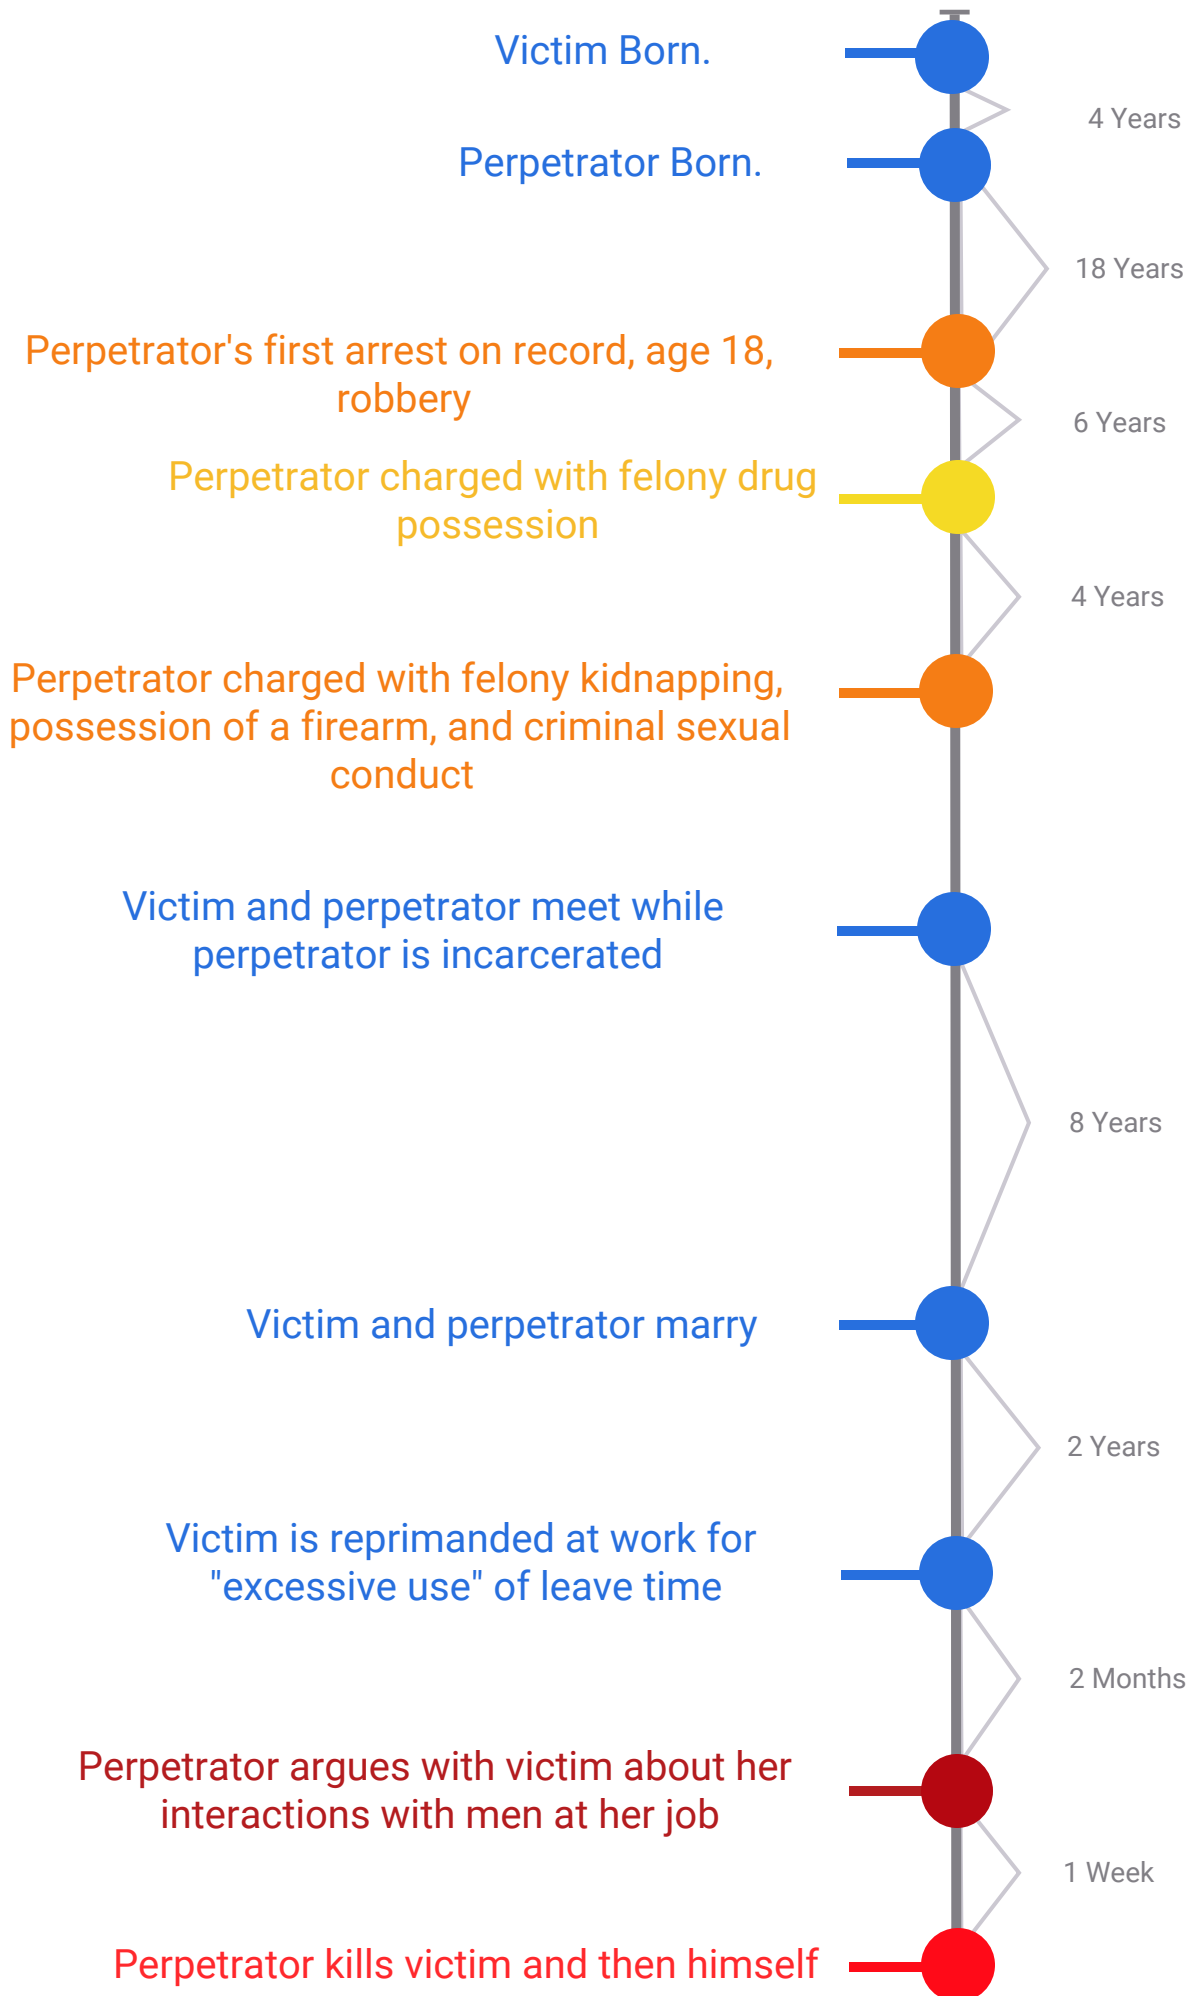 Victim Born.
4 Years
Perpetrator Born.
18 Years
Perpetrator's first arrest on record, age 18,
robbery
6 Years
Perpetrator charged with felony drug
possession
4 Years
Perpetrator charged with felony kidnapping,
possession of a firearm, and criminal sexual
conduct
Victim and perpetrator meet while
perpetrator is incarcerated
8 Years
Victim and perpetrator marry
2 Years
Victim is reprimanded at work for
"excessive use" of leave time
2 Months
Perpetrator argues with victim about her
interactions with men at her job
1 Week
Perpetrator kills victim and then himself